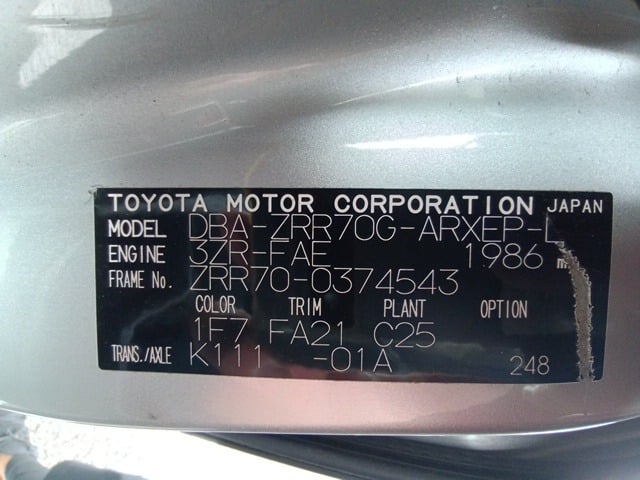 TOYOTA MOTOR CORPORATION JAPAN
MODEL DBA-ZRR70G-ARXEP-L
ENGINE 3ZR-FAE 1986
FRAME No. ZRR70-0374543
COLOR TRIM PLANT OPTION
1F7 FA21 C25
TRANS./AXLE K111 -01A 248